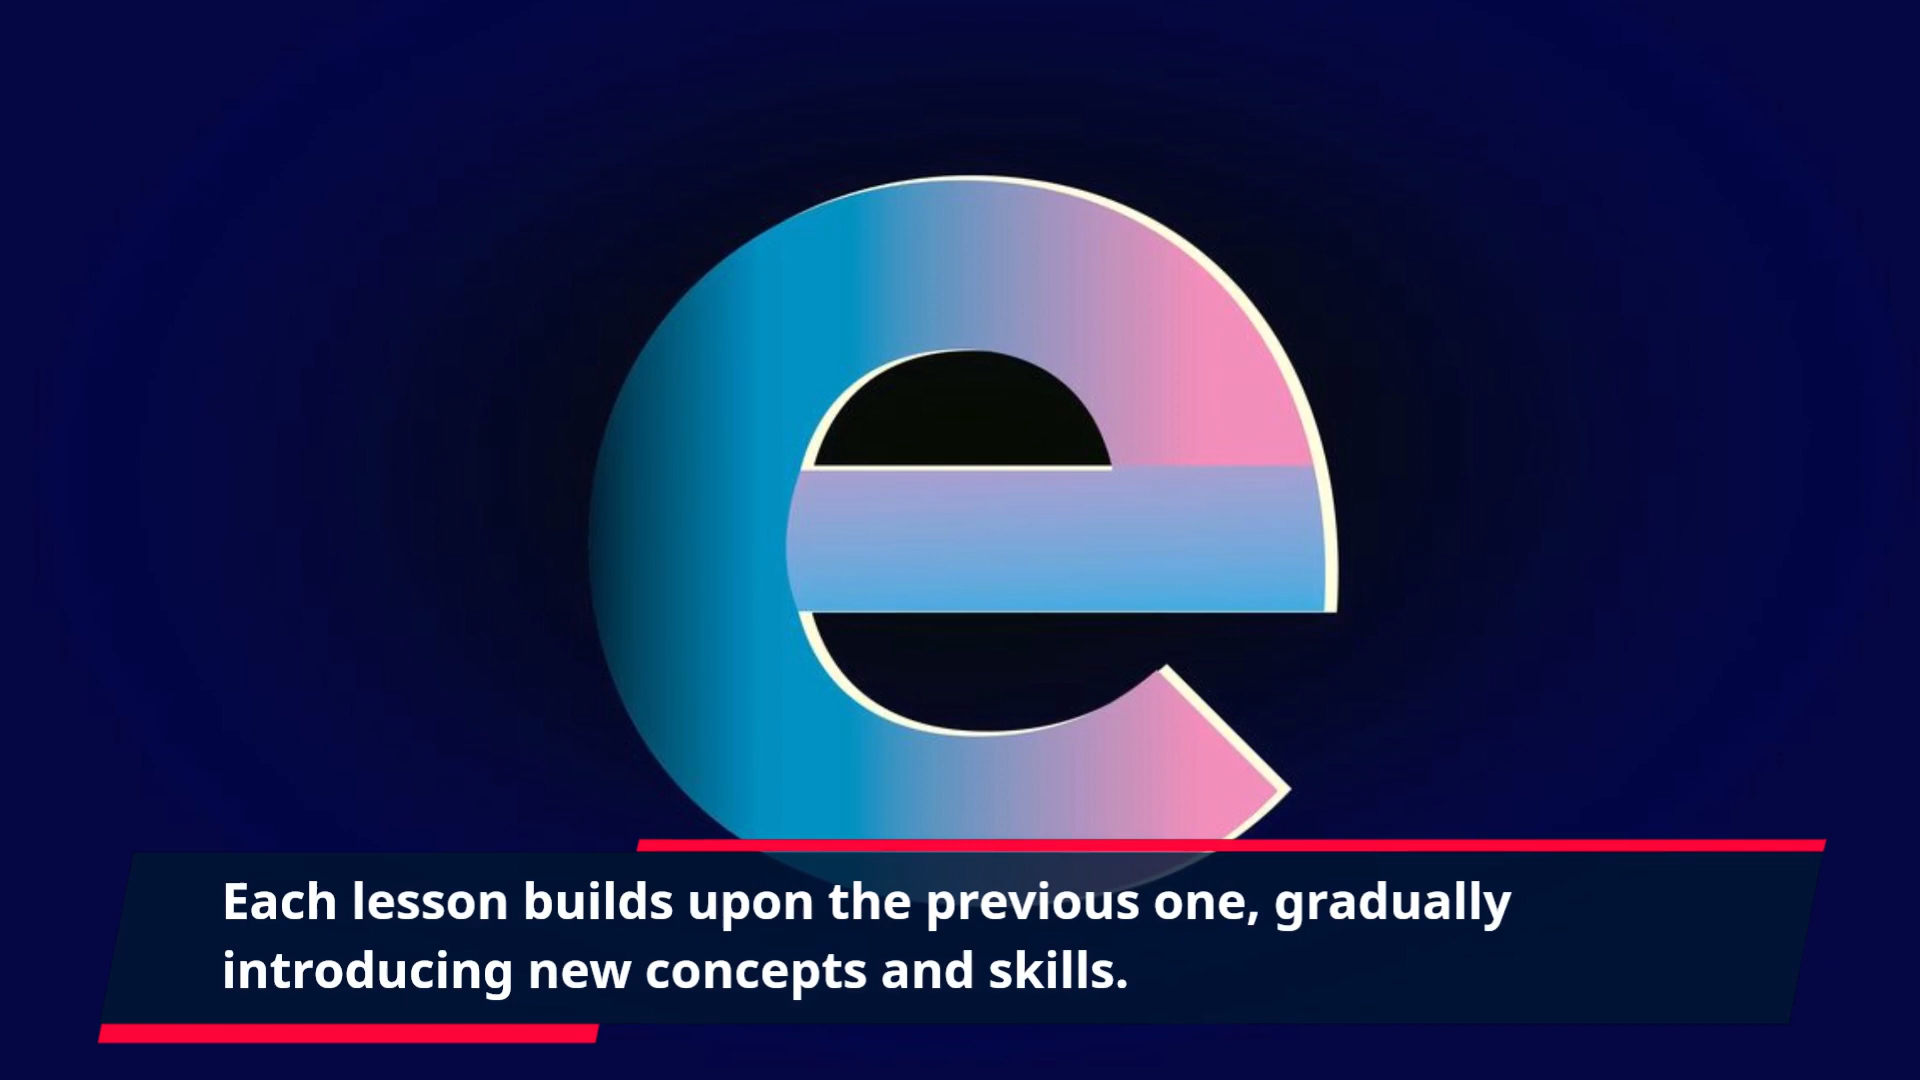 e
Each lesson builds upon the previous one, gradually
introducing new concepts and skills.